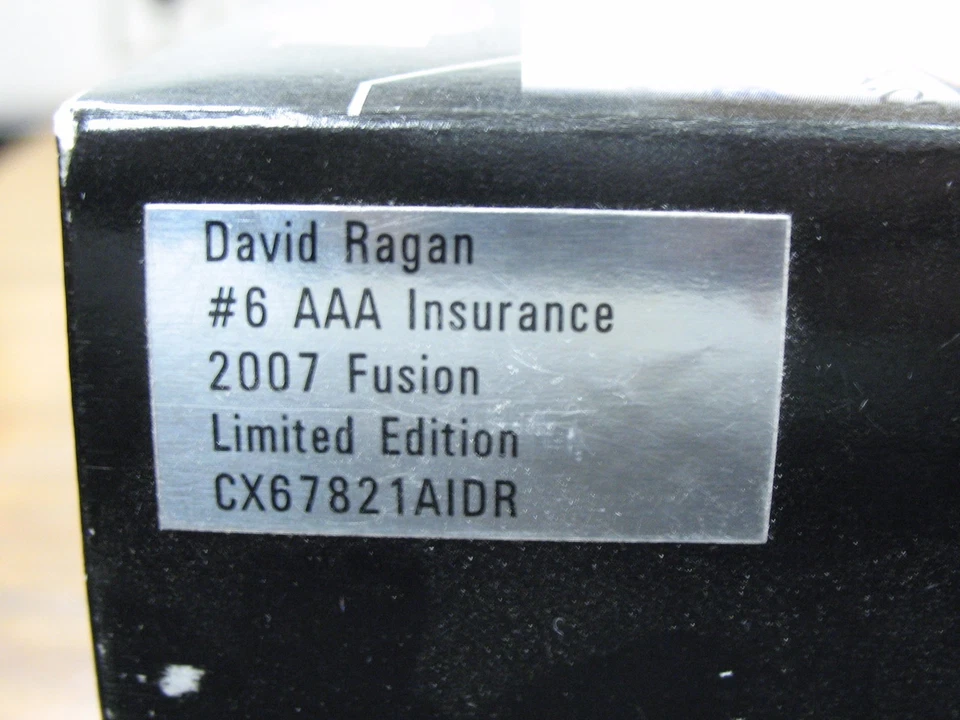 David Ragan
#6 AAA Insurance
2007 Fusion
Limited Edition
CX67821AIDR